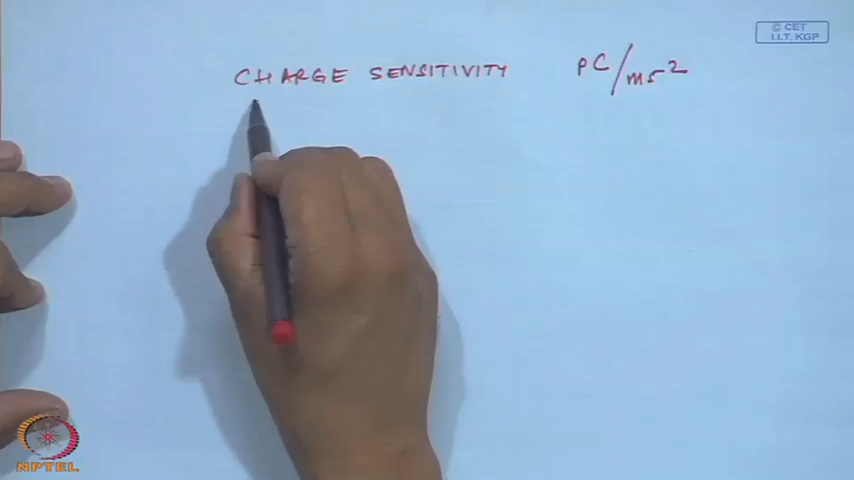 © CET
I.I.T. KGP
CHARGE SENSITIVITY pC/ms²
NPTEL